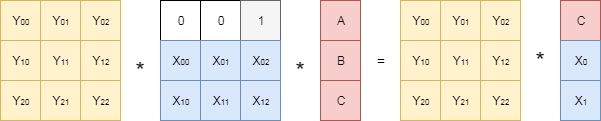 Y00 Y01 Y02 0 0 1 A Y00 Y01 Y02 C
Y10 Y11 Y12 * X00 X01 X02 * B = Y10 Y11 Y12 * X0
Y20 Y21 Y22 X10 X11 X12 C Y20 Y21 Y22 X1